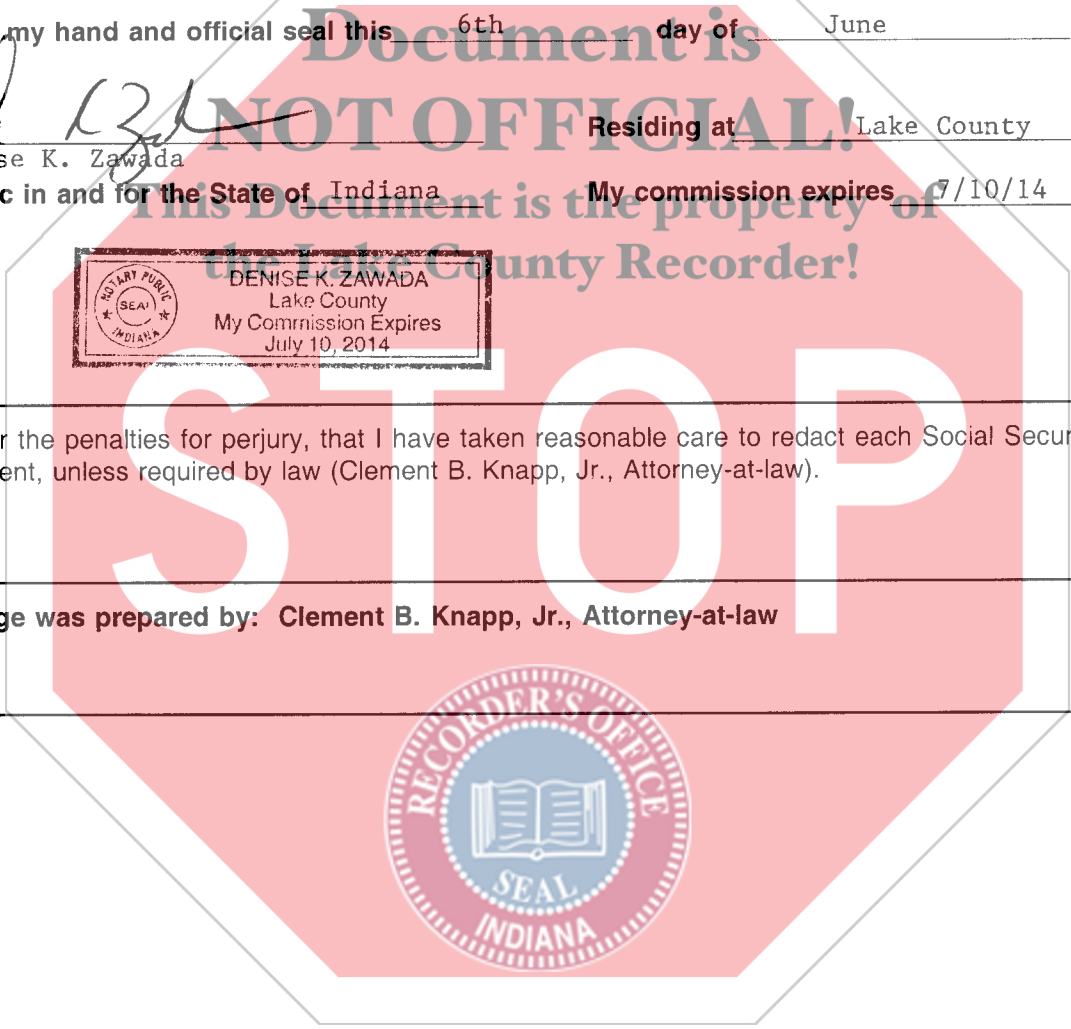 my hand and official seal this 6th day of June
Document is
NOT OFFICIAL!
Residing at Lake County
se K. Zawada
c in and for the State of Indiana My commission expires 7/10/14
This Document is the property of
the Lake County Recorder!
NOTARY PUBLIC
SEAL
INDIANA
DENISE K. ZAWADA
Lake County
My Commission Expires
July 10, 2014
STOP
r the penalties for perjury, that I have taken reasonable care to redact each Social Secur
ent, unless required by law (Clement B. Knapp, Jr., Attorney-at-law).
ge was prepared by: Clement B. Knapp, Jr., Attorney-at-law
RECORDER'S OFFICE
SEAL
INDIANA